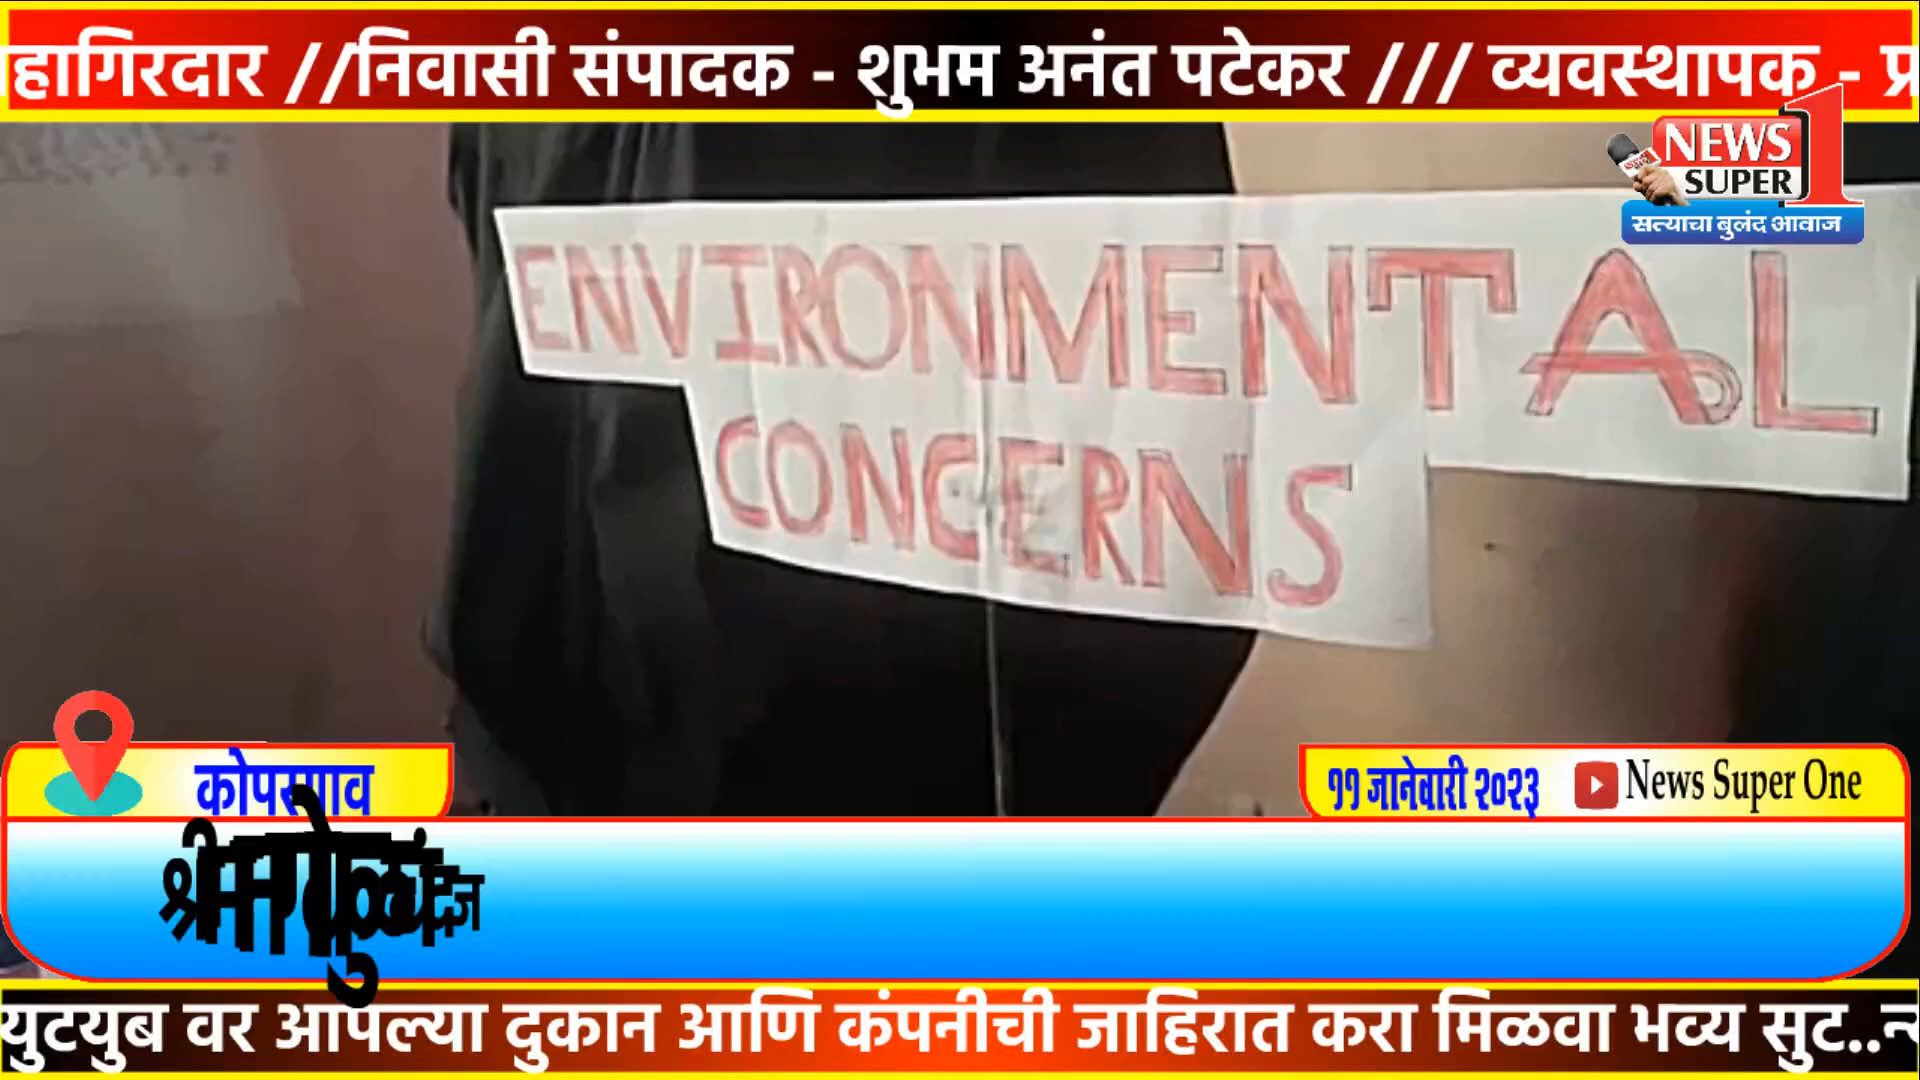 हागिरदार //निवासी संपादक - शुभम अनंत पटेकर /// व्यवस्थापक - प्र
NEWS 1
SUPER
सत्याचा बुलंद आवाज
ENVIRONMENTAL
CONCERNS
कोपरगाव
११ जानेवारी २०२३
News Super One
युटयुब वर आपल्या दुकान आणि कंपनीची जाहिरात करा मिळवा भव्य सुट..न्